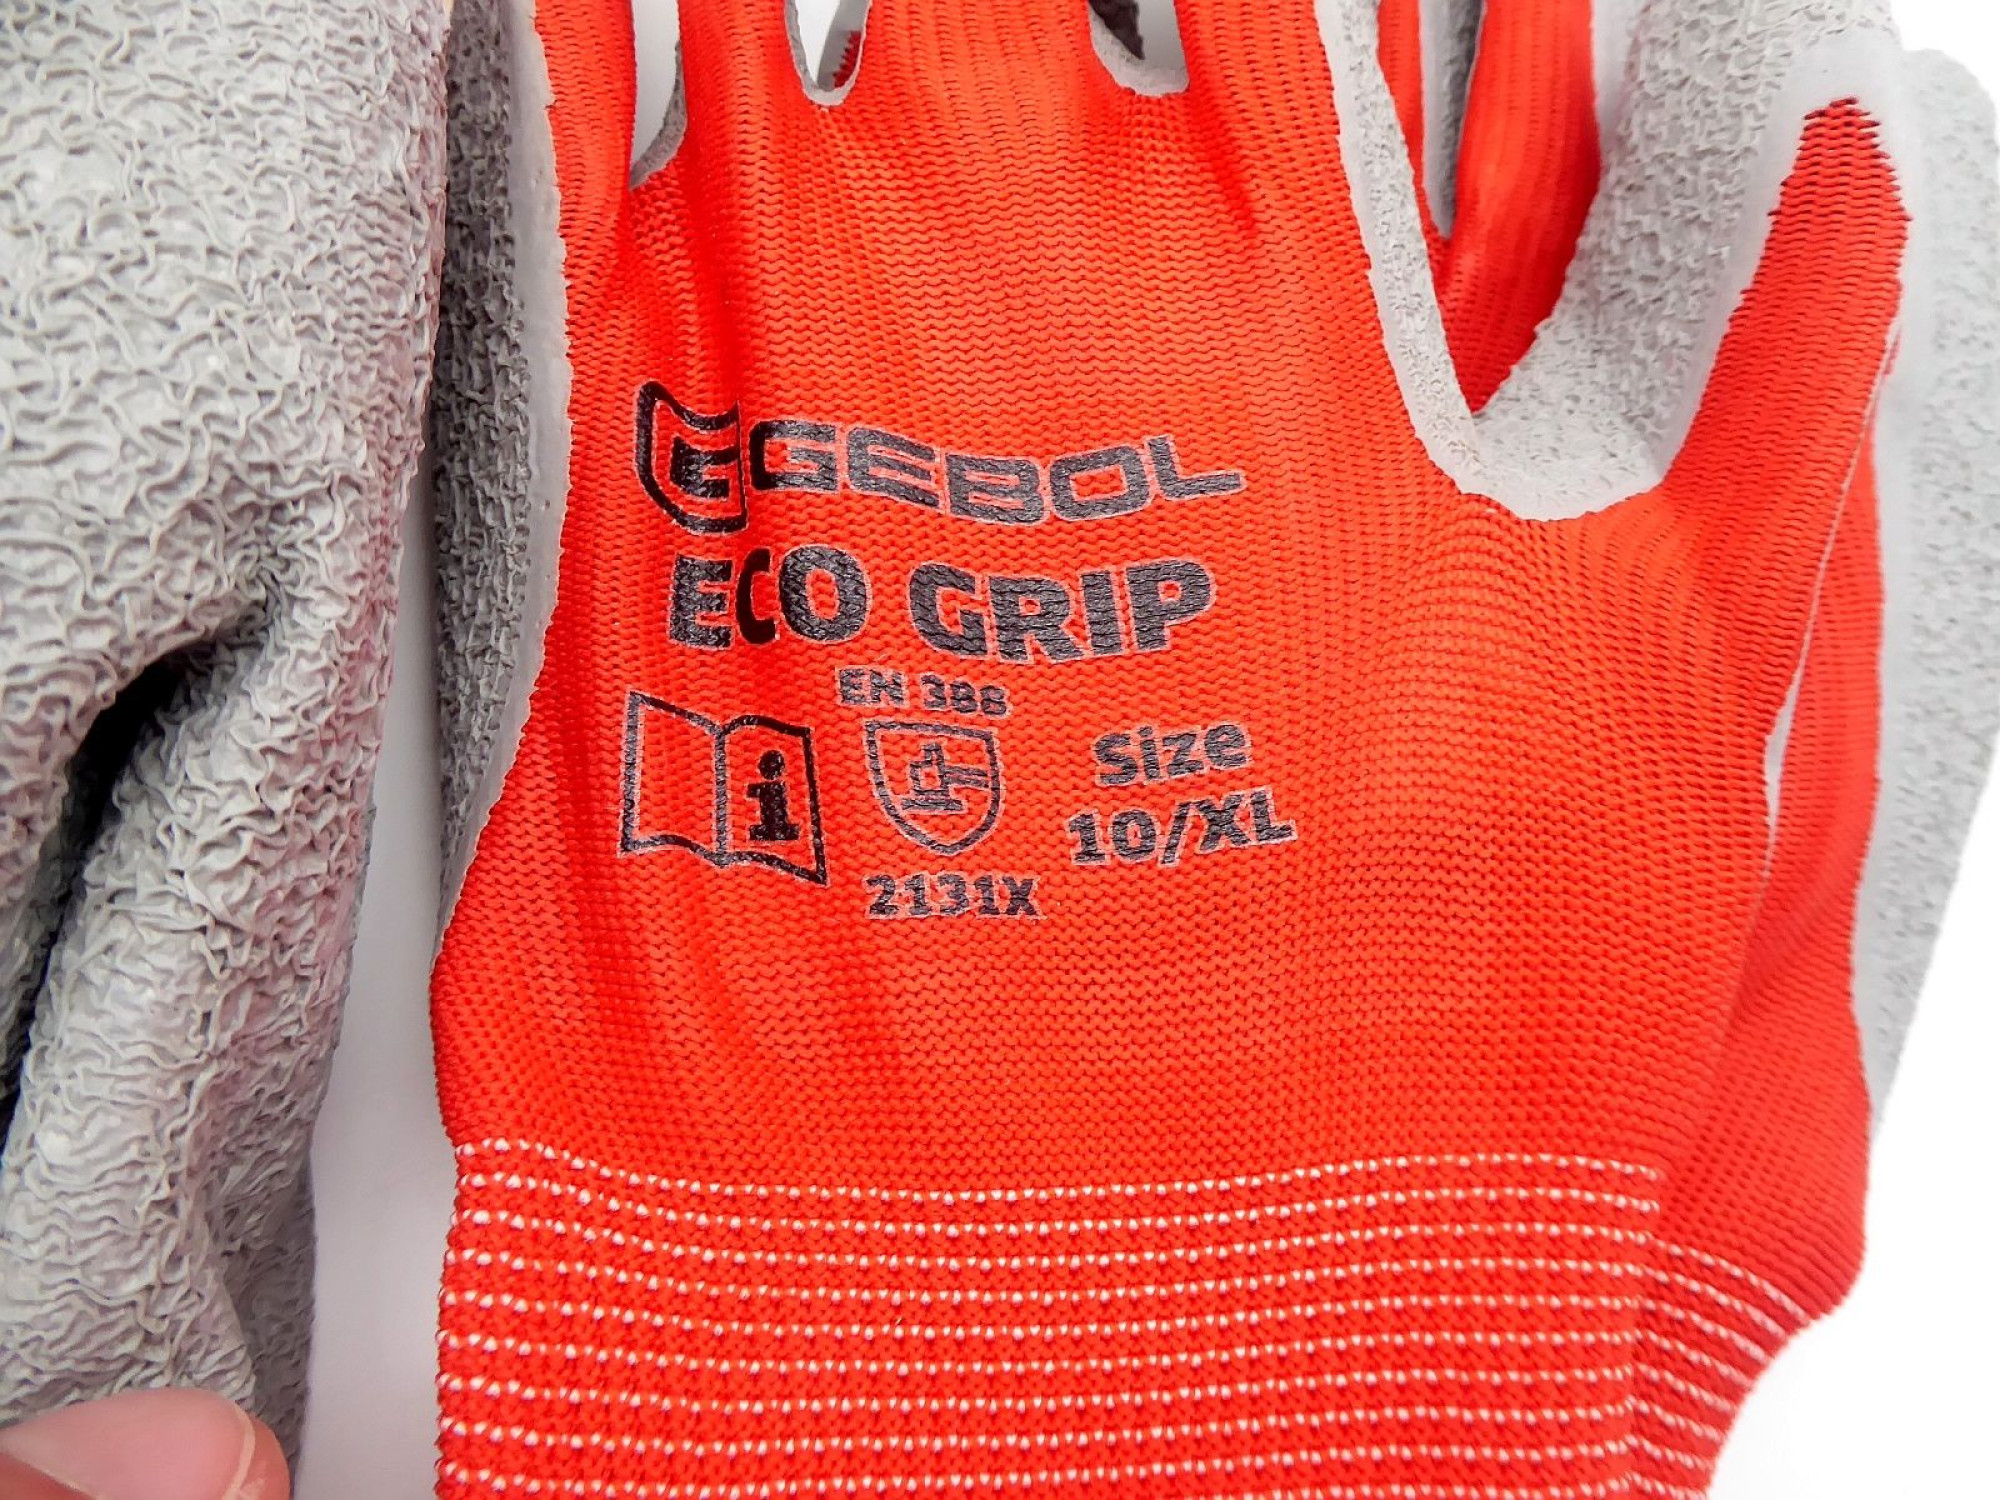 GEBOL
ECO GRIP
EN 388
i
Size
10/XL
2131X